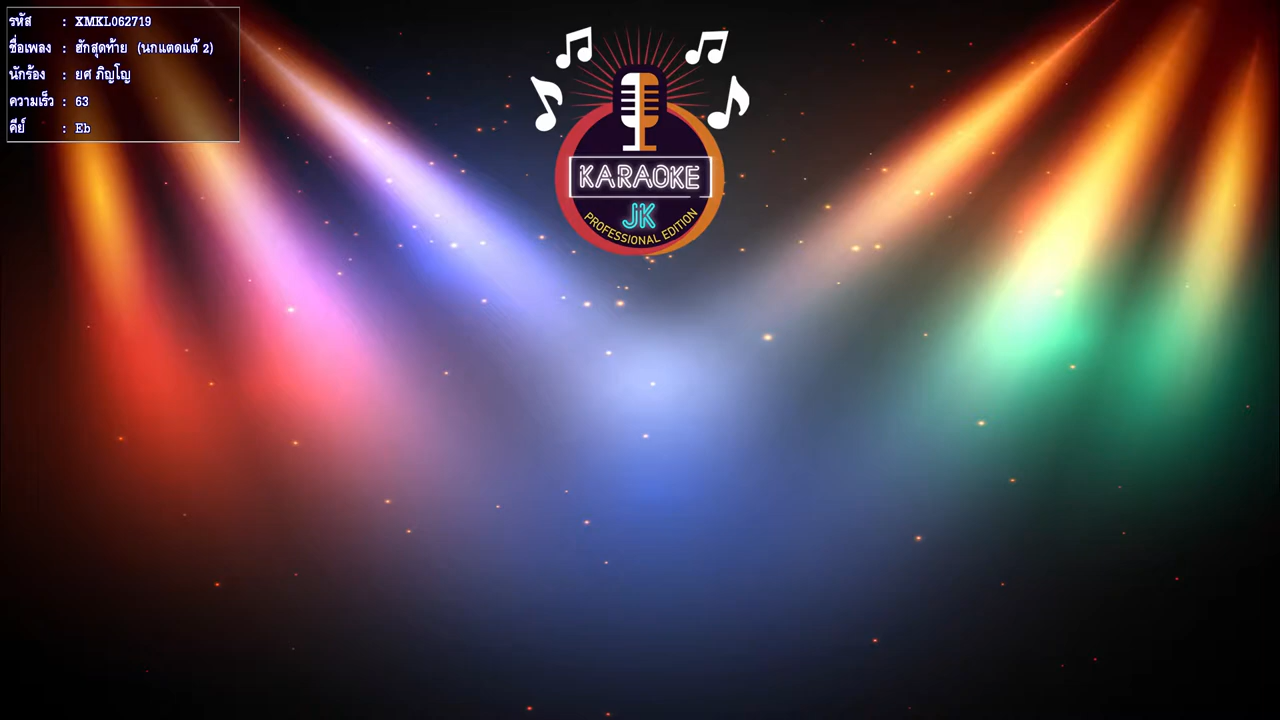 รหัส : XMKL062719
ชื่อเพลง : ฮักสุดท้าย (นกแตดแต้ 2)
นักร้อง : ยศ ภิญโญ
ความเร็ว : 63
คีย์ : Eb
KARAOKE
JK
PROFESSIONAL EDITION